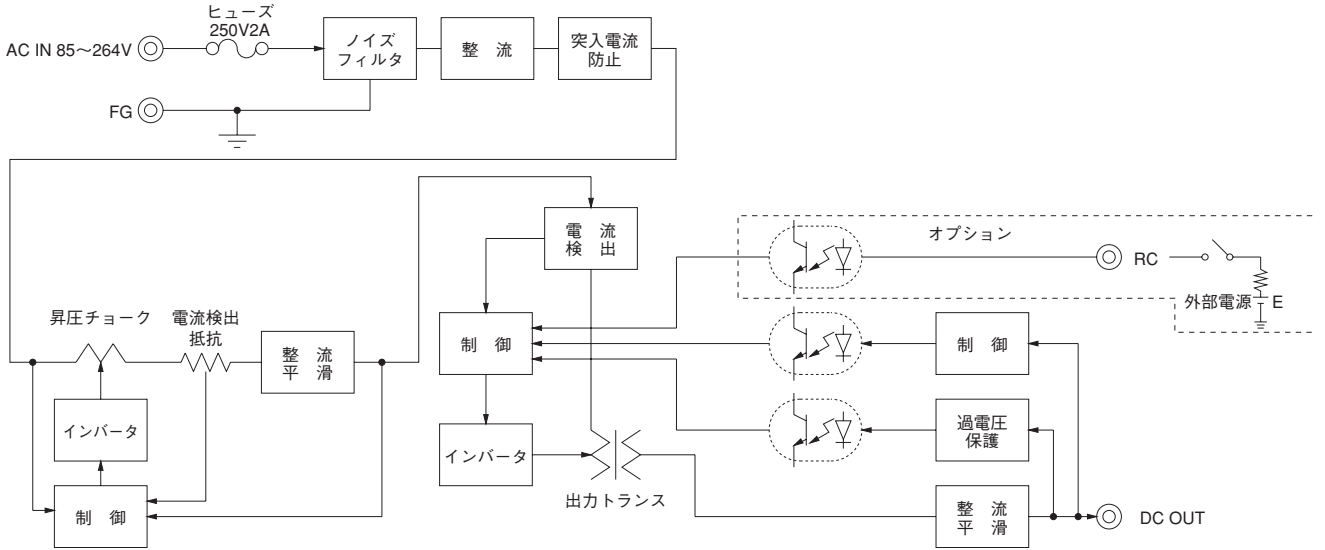 ヒューズ
250V2A
AC IN 85～264V
ノイズ
フィルタ
整 流
突入電流
防止
FG
電 流
検 出
オプション
RC
外部電源
E
昇圧チョーク
電流検出
抵抗
整 流
平 滑
制 御
制 御
インバータ
過電圧
保護
インバータ
出力トランス
制 御
整 流
平 滑
DC OUT